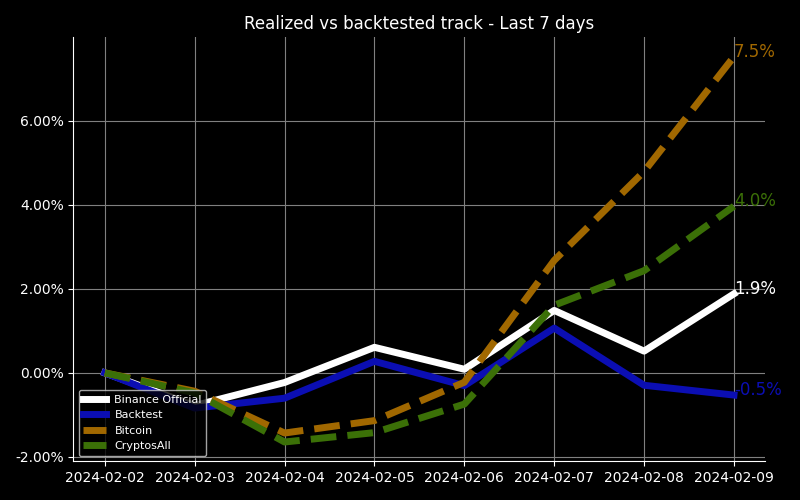 Realized vs backtested track - Last 7 days
7.5%
6.00%
4.00%
4.0%
2.00%
1.9%
0.00%
-0.5%
-2.00%
Binance Official
Backtest
Bitcoin
CryptosAll
2024-02-02 2024-02-03 2024-02-04 2024-02-05 2024-02-06 2024-02-07 2024-02-08 2024-02-09